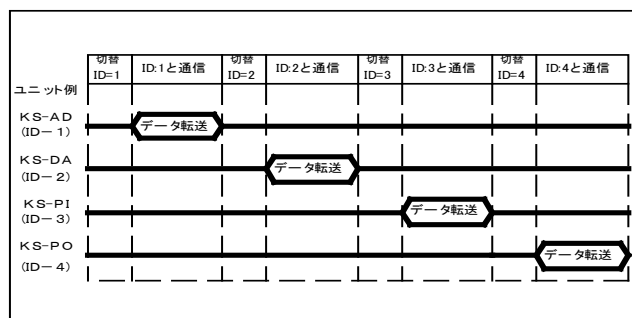 切替 ID=1 ID:1と通信 切替 ID=2 ID:2と通信 切替 ID=3 ID:3と通信 切替 ID=4 ID:4と通信
ユニット例
KS-AD
(ID−1)
データ転送
KS-DA
(ID−2)
データ転送
KS-PI
(ID−3)
データ転送
KS-PO
(ID−4)
データ転送